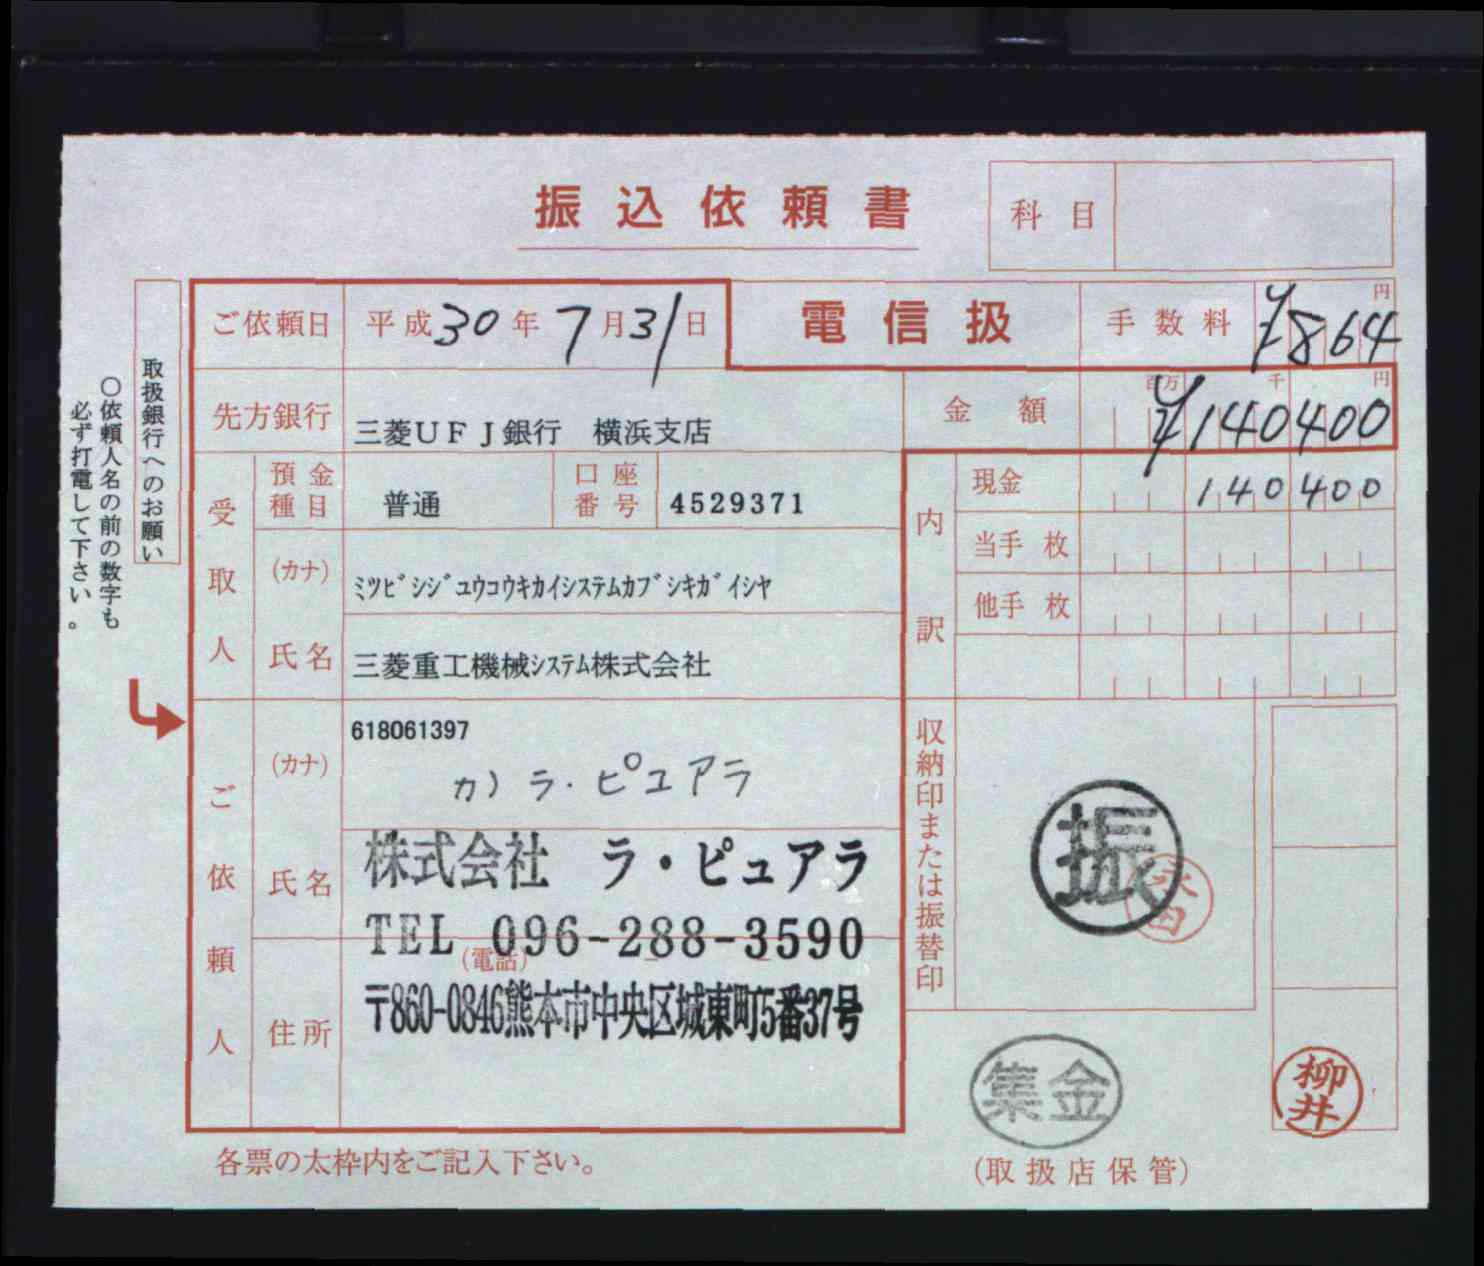 振込依頼書
科目
ご依頼日 平成30年7月31日 電信扱 手数料 ¥864 円
先方銀行 三菱UFJ銀行 横浜支店 金額 百万 千 円 ¥140400
受取人 預金種目 普通 口座番号 4529371
内訳 現金 140400
当手 枚
他手 枚
(カナ) ﾐﾂﾋﾞｼｼﾞﾕｳｺｳｷｶｲｼｽﾃﾑｶﾌﾞｼｷｶﾞｲｼﾔ
氏名 三菱重工機械ｼｽﾃﾑ株式会社
ご依頼人 (カナ) 618061397
カ)ラ・ピュアラ
氏名 株式会社 ラ・ピュアラ
TEL 096-288-3590
(電話)
住所 〒860-0846熊本市中央区城東町5番37号
収納印または振替印
振
永田
集金
柳井
各票の太枠内をご記入下さい。
(取扱店保管)
取扱銀行へのお願い
○依頼人名の前の数字も
必ず打電して下さい。